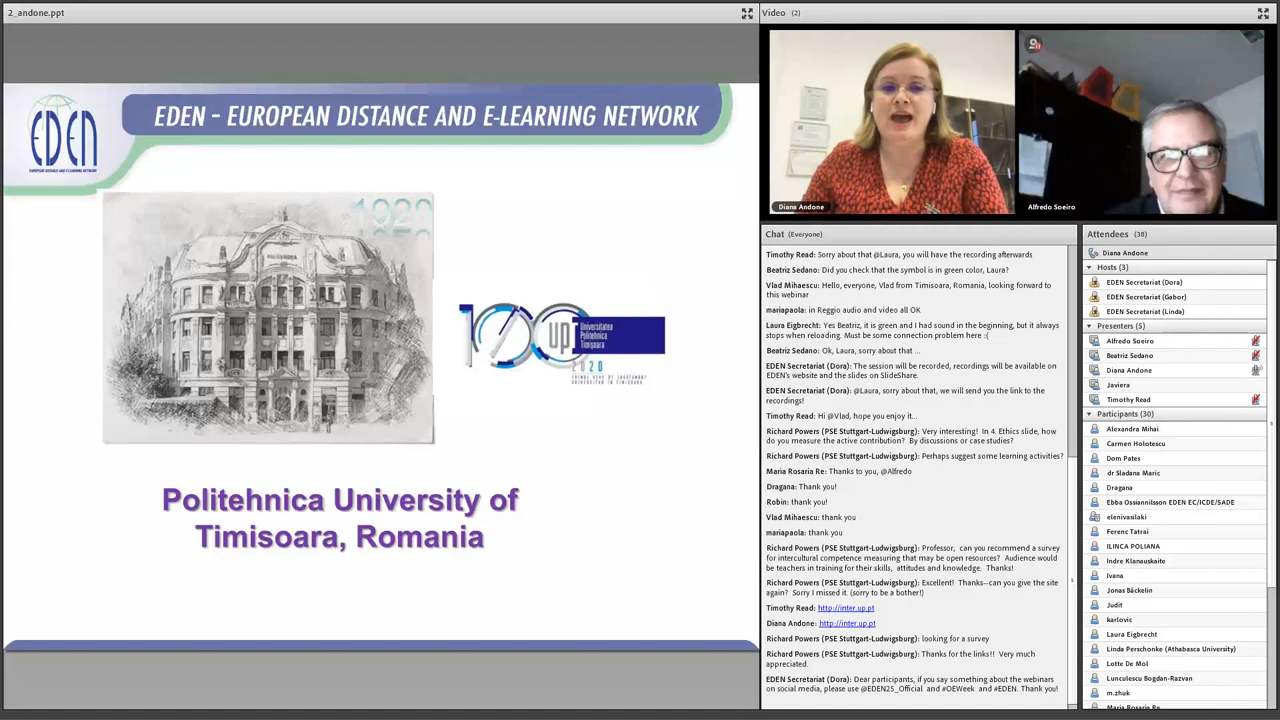 2_andone.ppt
EDEN
EUROPEAN DISTANCE AND E-LEARNING NETWORK
EDEN - EUROPEAN DISTANCE AND E-LEARNING NETWORK
1920
100
upt
Universitatea
Politehnica
Timișoara
2020
Politehnica University of
Timisoara, Romania
Video (2)
Diana Andone
Alfredo Soeiro
Chat (Everyone)
Timothy Read: Sorry about that @Laura, you will have the recording afterwards
Beatriz Sedano: Did you check that the symbol is in green color, Laura?
Vlad Mihaescu: Hello, everyone, Vlad from Timisoara, Romania, looking forward to
this webinar
mariapaola: in Reggio audio and video all OK
Laura Eigbrecht: Yes Beatriz, it is green and I had sound in the beginning, but it always
stops when reloading. Must be some connection problem here :(
Beatriz Sedano: Ok, Laura, sorry about that ...
EDEN Secretariat (Dora): The session will be recorded, recordings will be available on
EDEN's website and the slides on SlideShare.
EDEN Secretariat (Dora): @Laura, sorry about that, we will send you the link to the
recordings!
Timothy Read: Hi @Vlad, hope you enjoy it...
Richard Powers (PSE Stuttgart-Ludwigsburg): Very interesting! In 4. Ethics slide, how
do you measure the active contribution? By discussions or case studies?
Richard Powers (PSE Stuttgart-Ludwigsburg): Perhaps suggest some learning activities?
Maria Rosaria Re: Thanks to you, @Alfredo
Dragana: Thank you!
Robin: thank you!
Vlad Mihaescu: thank you
mariapaola: thank you
Richard Powers (PSE Stuttgart-Ludwigsburg): Professor, can you recommend a survey
for intercultural competence measuring that may be open resources? Audience would
be teachers in training for their skills, attitudes and knowledge. Thanks!
Richard Powers (PSE Stuttgart-Ludwigsburg): Excellent! Thanks--can you give the site
again? Sorry I missed it. (sorry to be a bother!)
Timothy Read: http://inter.up.pt
Diana Andone: http://inter.up.pt
Richard Powers (PSE Stuttgart-Ludwigsburg): looking for a survey
Richard Powers (PSE Stuttgart-Ludwigsburg): Thanks for the links!! Very much
appreciated.
EDEN Secretariat (Dora): Dear participants, if you say something about the webinars
on social media, please use @EDEN25_Official and #OEWeek and #EDEN. Thank you!
Attendees (38)
Diana Andone
Hosts (3)
EDEN Secretariat (Dora)
EDEN Secretariat (Gabor)
EDEN Secretariat (Linda)
Presenters (5)
Alfredo Soeiro
Beatriz Sedano
Diana Andone
Javiera
Timothy Read
Participants (30)
Alexandra Mihai
Carmen Holotescu
Dom Pates
dr Sladana Maric
Dragana
Ebba Ossiannilsson EDEN EC/ICDE/SADE
elenivasilaki
Ferenc Tatrai
ILINCA POLIANA
Indre Klanauskaite
Ivana
Jonas Bäckelin
Judit
karlovic
Laura Eigbrecht
Linda Perschonke (Athabasca University)
Lotte De Mol
Lunculescu Bogdan-Razvan
m.zhuk
Maria Rosaria Re